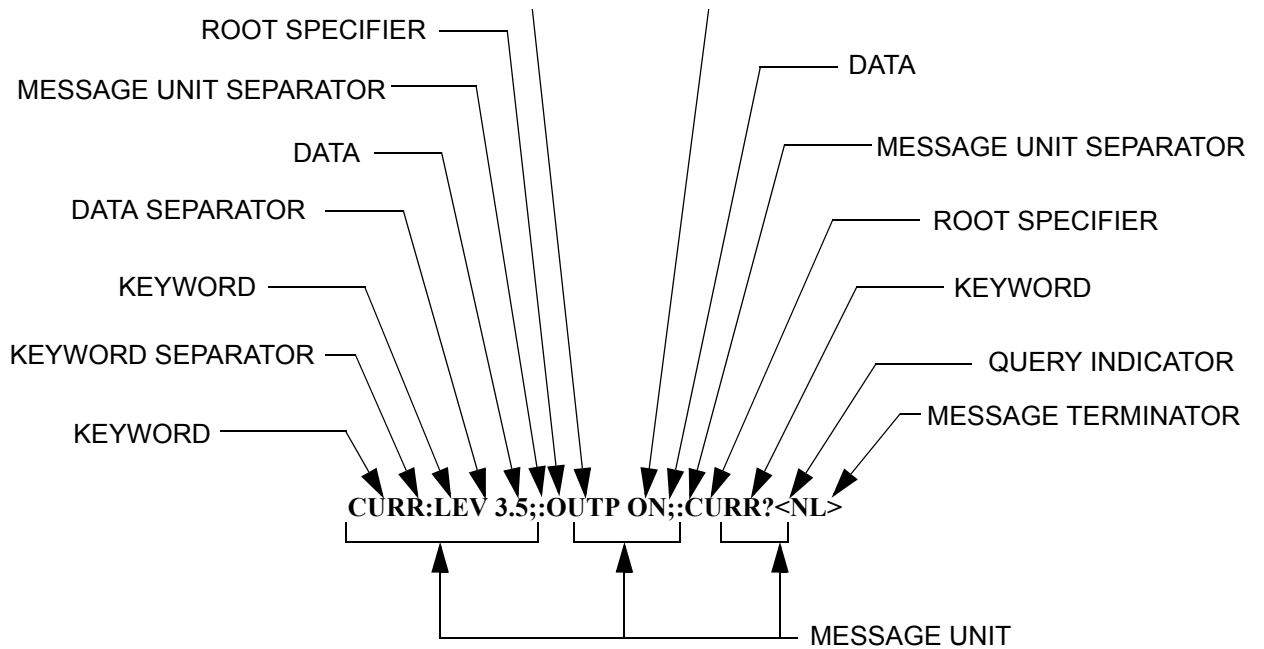 ROOT SPECIFIER
MESSAGE UNIT SEPARATOR
DATA
DATA SEPARATOR
KEYWORD
KEYWORD SEPARATOR
KEYWORD
DATA
MESSAGE UNIT SEPARATOR
ROOT SPECIFIER
KEYWORD
QUERY INDICATOR
MESSAGE TERMINATOR
CURR:LEV 3.5;:OUTP ON;:CURR?<NL>
MESSAGE UNIT